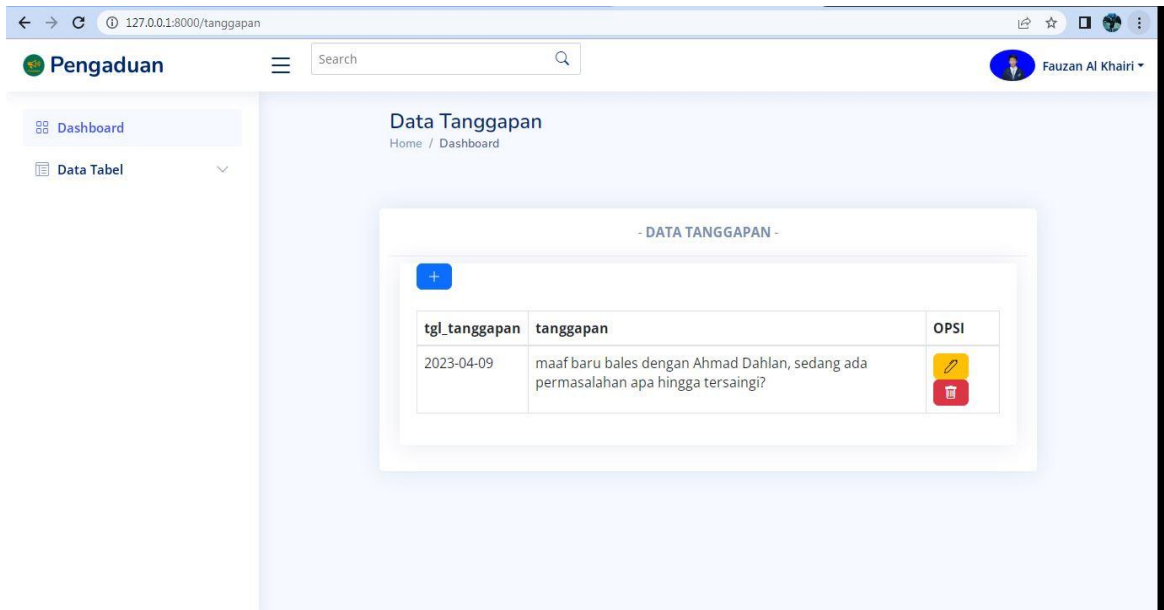 127.0.0.1:8000/tanggapan
Pengaduan
Search
Fauzan Al Khairi
Dashboard
Data Tabel
Data Tanggapan
Home / Dashboard
- DATA TANGGAPAN -
+
tgl_tanggapan tanggapan OPSI
2023-04-09 maaf baru bales dengan Ahmad Dahlan, sedang ada
permasalahan apa hingga tersaingi?